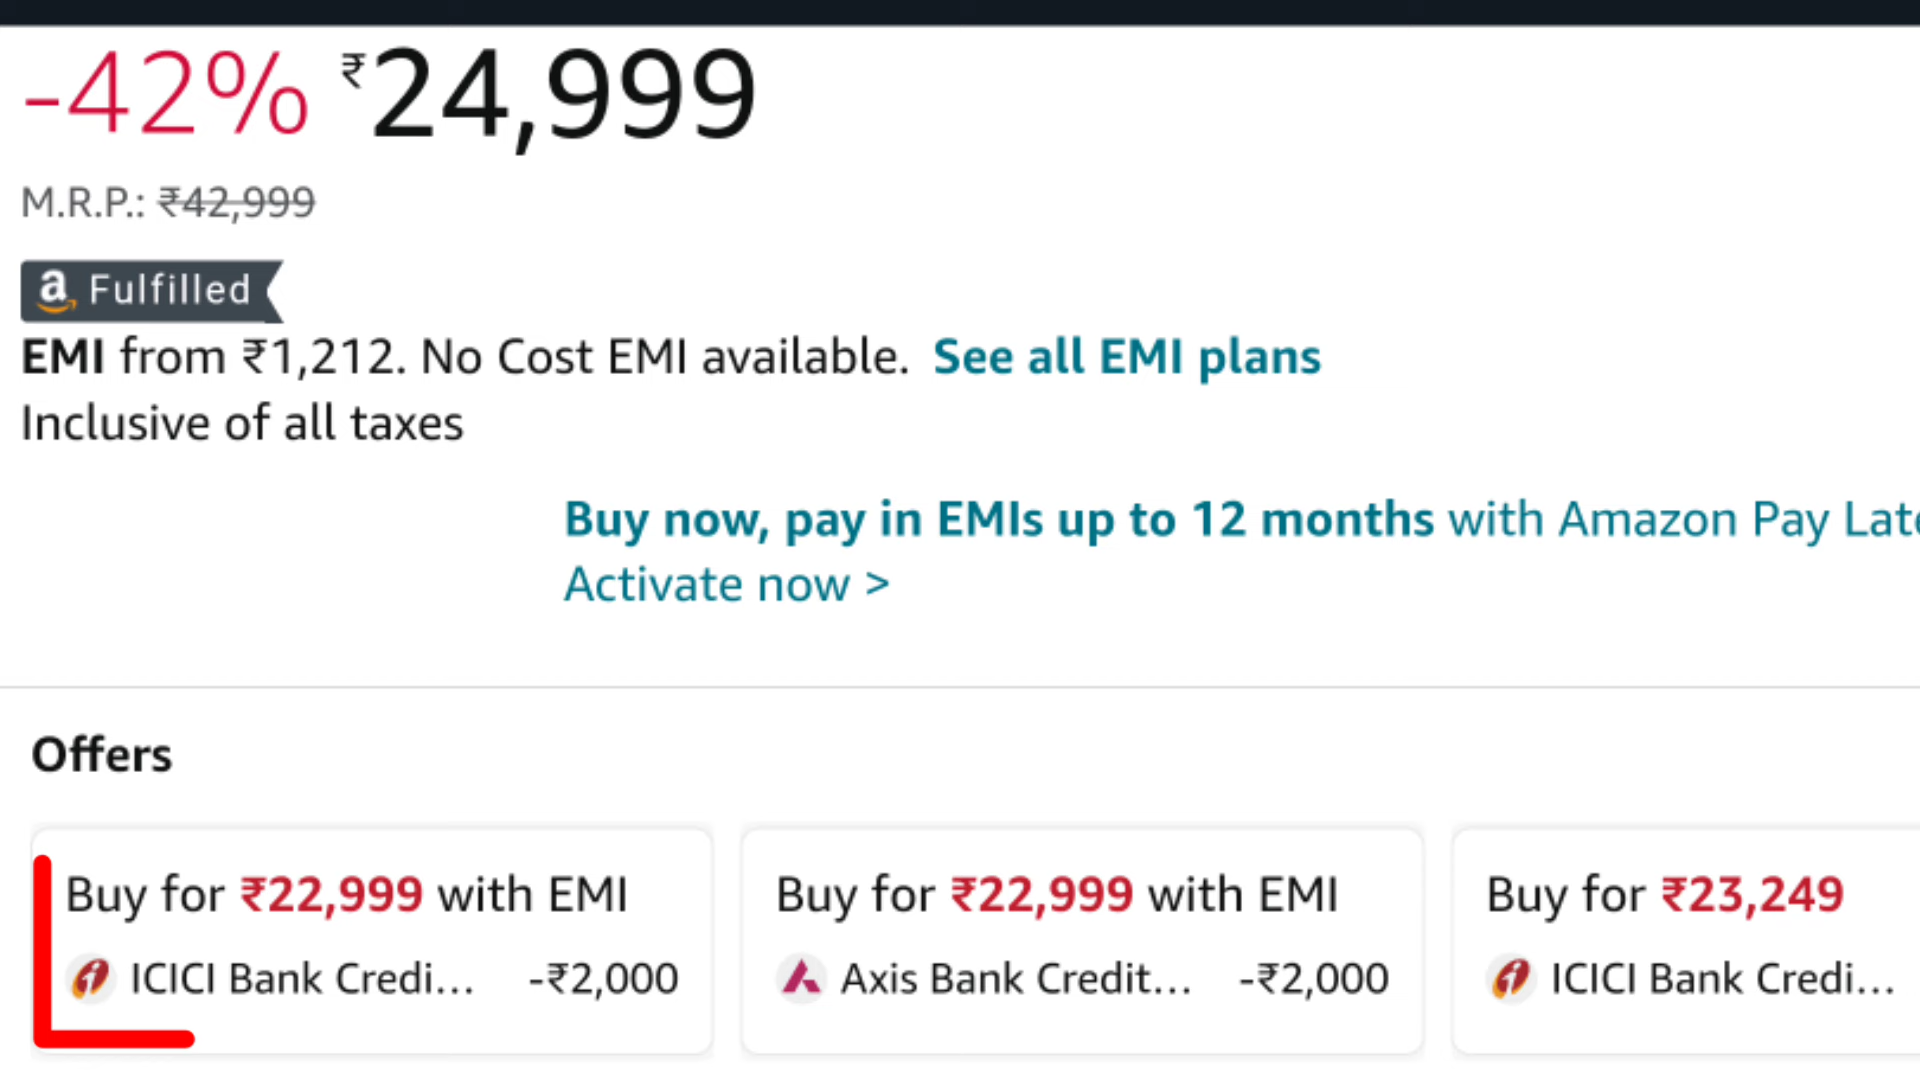 -42% ₹24,999
M.R.P.: ₹42,999
a Fulfilled
EMI from ₹1,212. No Cost EMI available. See all EMI plans
Inclusive of all taxes
Buy now, pay in EMIs up to 12 months with Amazon Pay Late
Activate now >
Offers
Buy for ₹22,999 with EMI
ICICI Bank Credi... -₹2,000
Buy for ₹22,999 with EMI
Axis Bank Credit... -₹2,000
Buy for ₹23,249
ICICI Bank Credi...